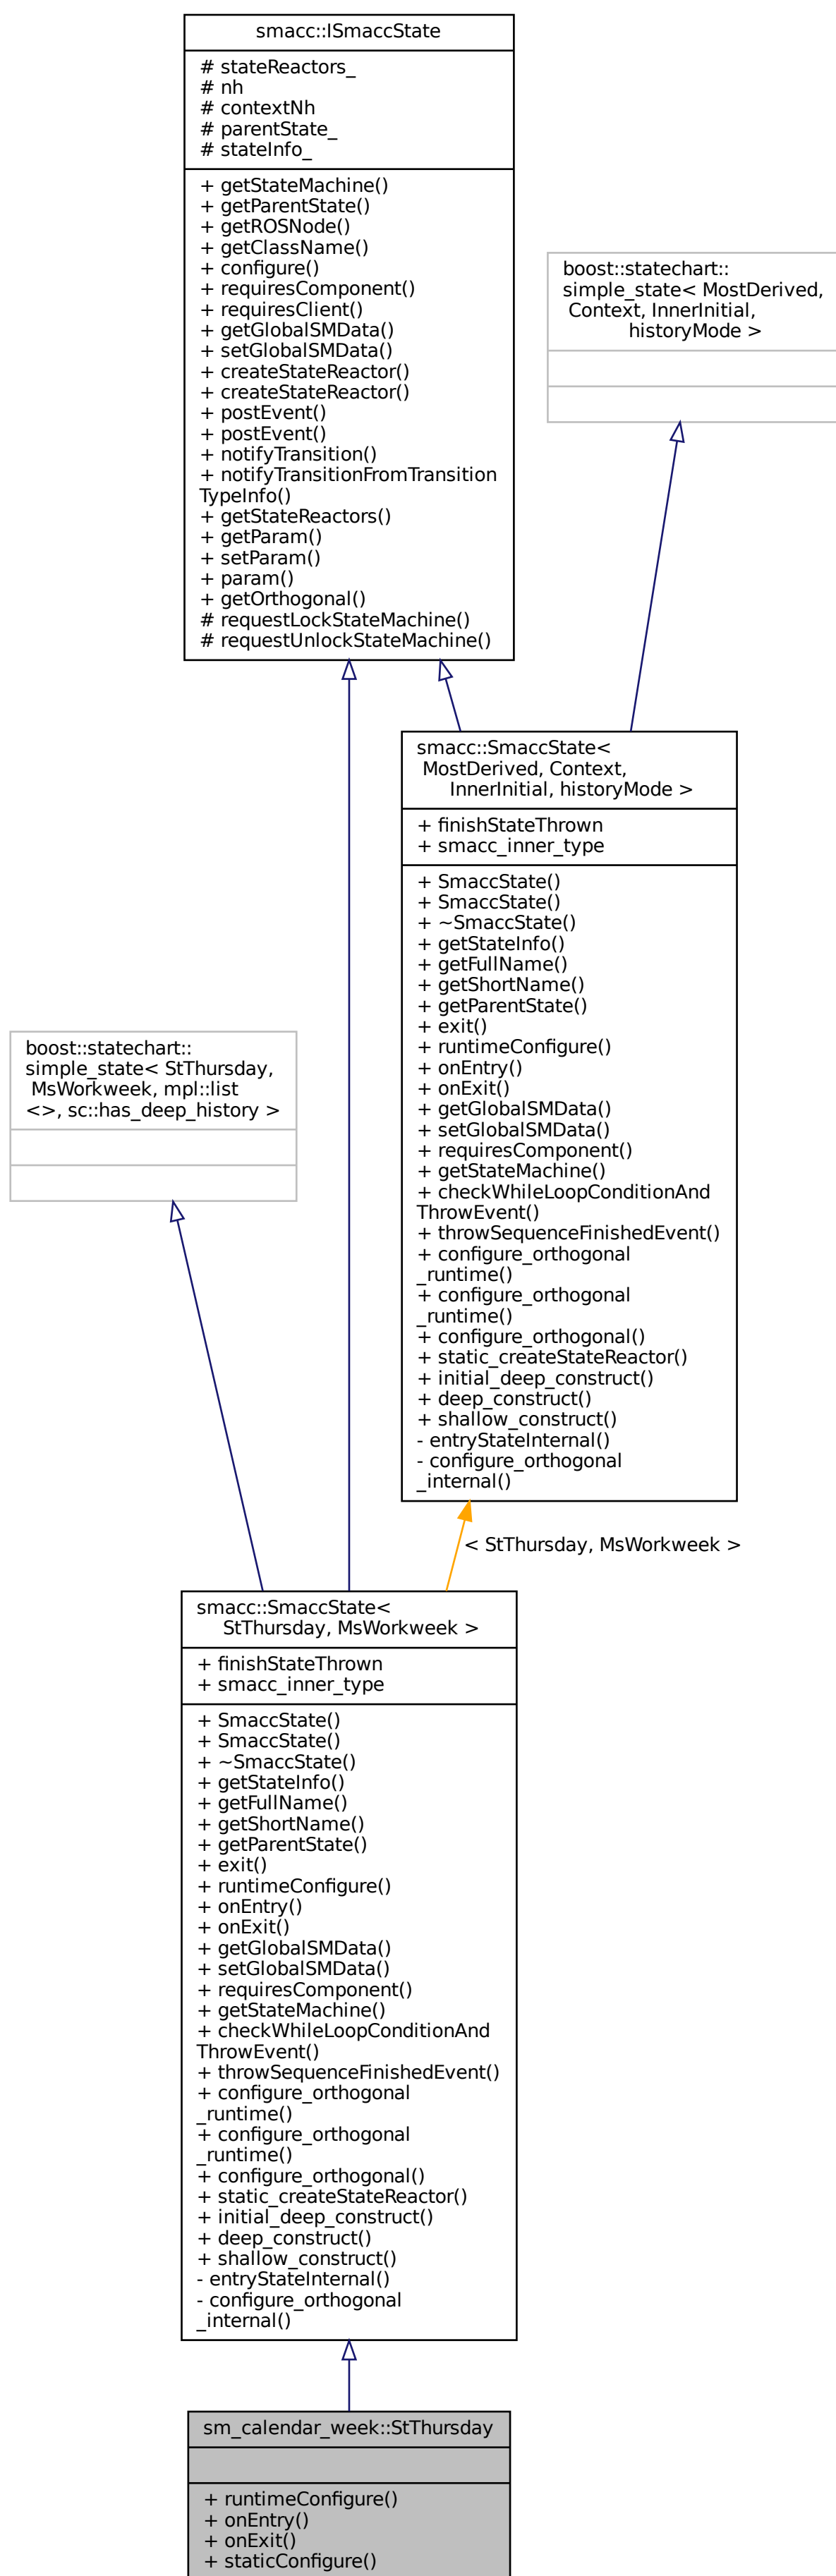 smacc::ISmaccState
# stateReactors_
# nh
# contextNh
# parentState_
# stateInfo_
+ getStateMachine()
+ getParentState()
+ getROSNode()
+ getClassName()
+ configure()
+ requiresComponent()
+ requiresClient()
+ getGlobalSMData()
+ setGlobalSMData()
+ createStateReactor()
+ createStateReactor()
+ postEvent()
+ postEvent()
+ notifyTransition()
+ notifyTransitionFromTransition
TypeInfo()
+ getStateReactors()
+ getParam()
+ setParam()
+ param()
+ getOrthogonal()
# requestLockStateMachine()
# requestUnlockStateMachine()
boost::statechart::
simple_state< MostDerived,
Context, InnerInitial,
historyMode >
smacc::SmaccState<
MostDerived, Context,
InnerInitial, historyMode >
+ finishStateThrown
+ smacc_inner_type
+ SmaccState()
+ SmaccState()
+ ~SmaccState()
+ getStateInfo()
+ getFullName()
+ getShortName()
+ getParentState()
+ exit()
+ runtimeConfigure()
+ onEntry()
+ onExit()
+ getGlobalSMData()
+ setGlobalSMData()
+ requiresComponent()
+ getStateMachine()
+ checkWhileLoopConditionAnd
ThrowEvent()
+ throwSequenceFinishedEvent()
+ configure_orthogonal
_runtime()
+ configure_orthogonal
_runtime()
+ configure_orthogonal()
+ static_createStateReactor()
+ initial_deep_construct()
+ deep_construct()
+ shallow_construct()
- entryStateInternal()
- configure_orthogonal
_internal()
boost::statechart::
simple_state< StThursday,
MsWorkweek, mpl::list
<>, sc::has_deep_history >
< StThursday, MsWorkweek >
smacc::SmaccState<
StThursday, MsWorkweek >
+ finishStateThrown
+ smacc_inner_type
+ SmaccState()
+ SmaccState()
+ ~SmaccState()
+ getStateInfo()
+ getFullName()
+ getShortName()
+ getParentState()
+ exit()
+ runtimeConfigure()
+ onEntry()
+ onExit()
+ getGlobalSMData()
+ setGlobalSMData()
+ requiresComponent()
+ getStateMachine()
+ checkWhileLoopConditionAnd
ThrowEvent()
+ throwSequenceFinishedEvent()
+ configure_orthogonal
_runtime()
+ configure_orthogonal
_runtime()
+ configure_orthogonal()
+ static_createStateReactor()
+ initial_deep_construct()
+ deep_construct()
+ shallow_construct()
- entryStateInternal()
- configure_orthogonal
_internal()
sm_calendar_week::StThursday
+ runtimeConfigure()
+ onEntry()
+ onExit()
+ staticConfigure()